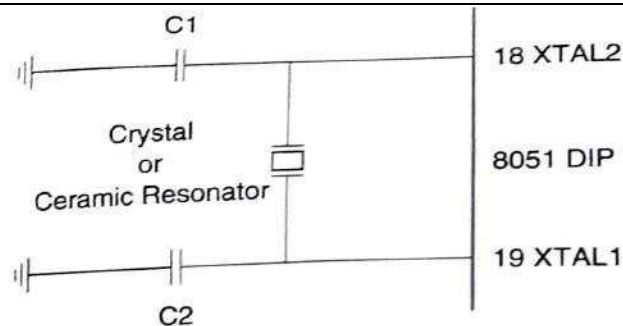 C1
18 XTAL2
Crystal
or
Ceramic Resonator
8051 DIP
19 XTAL1
C2